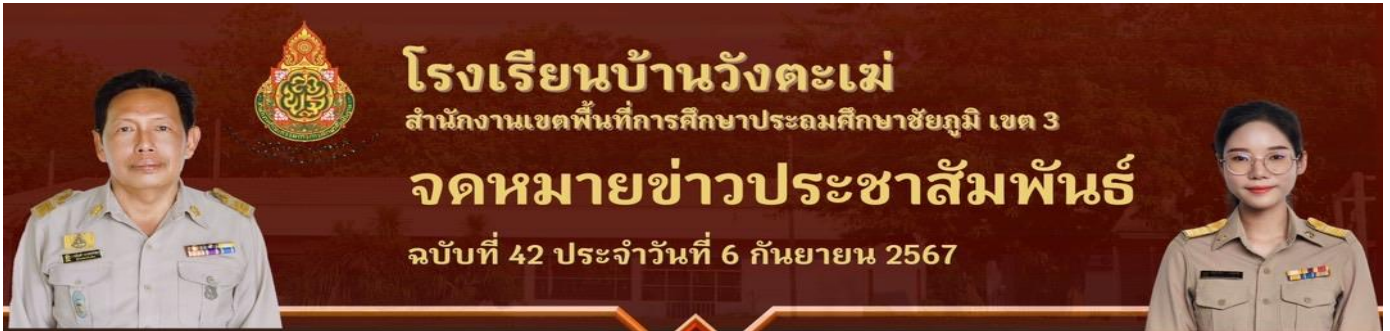 โรงเรียนบ้านวังตะเฆ่
สำนักงานเขตพื้นที่การศึกษาประถมศึกษาชัยภูมิ เขต 3
จดหมายข่าวประชาสัมพันธ์
ฉบับที่ 42 ประจำวันที่ 6 กันยายน 2567